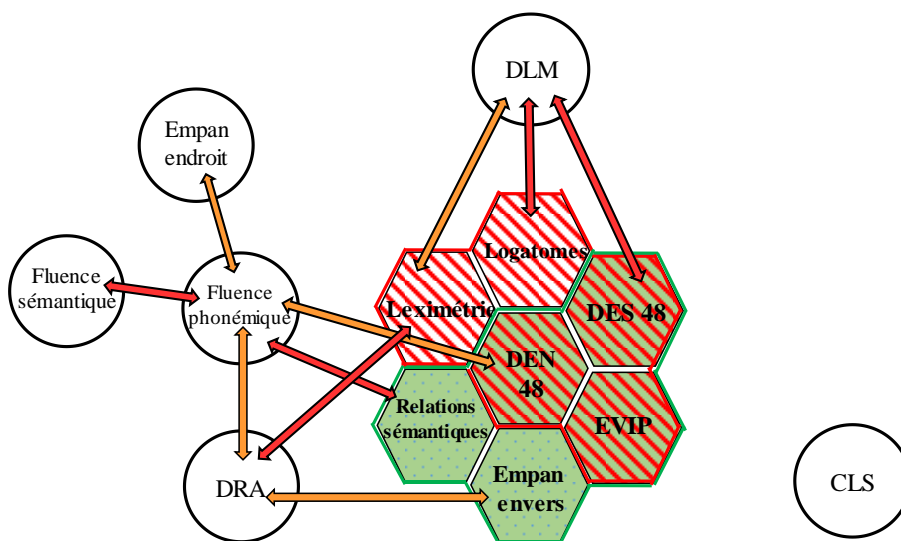 DLM
Empan
endroit
Logatomes
Fluence
sémantique
Fluence
phonémique
Leximétrie
DES 48
DEN
48
Relations
sémantiques
EVIP
Empan
envers
DRA
CLS